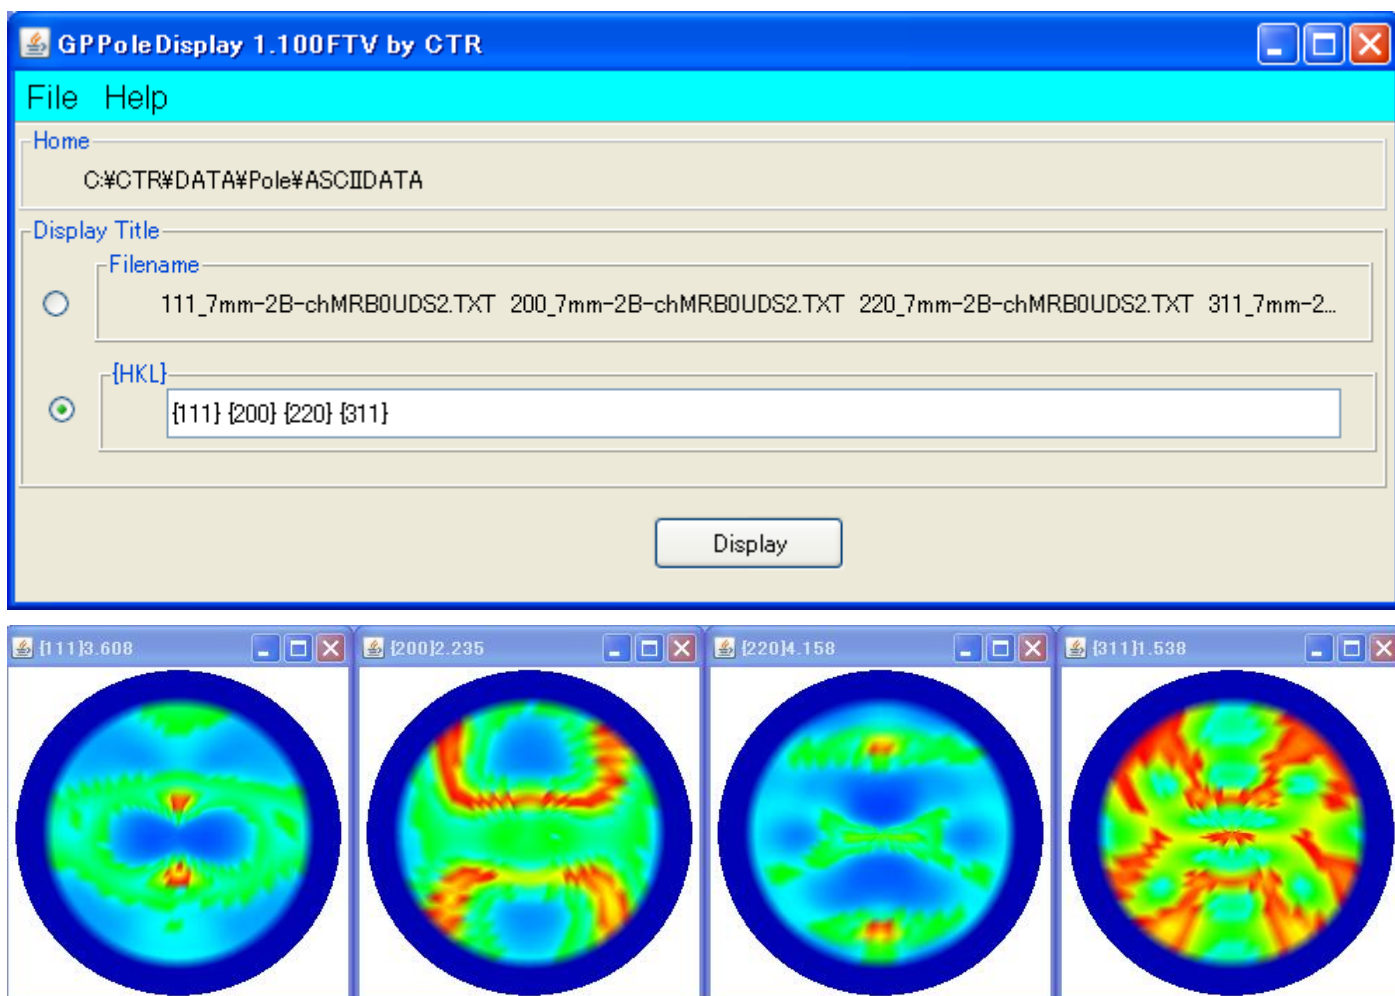 GPPoleDisplay 1.100FTV by CTR
File Help
Home
C:¥CTR¥DATA¥Pole¥ASCIIDATA
Display Title
Filename
111_7mm-2B-chMRB0UDS2.TXT 200_7mm-2B-chMRB0UDS2.TXT 220_7mm-2B-chMRB0UDS2.TXT 311_7mm-2...
{HKL}
{111} {200} {220} {311}
Display
{111}3.608 {200}2.235 {220}4.158 {311}1.538